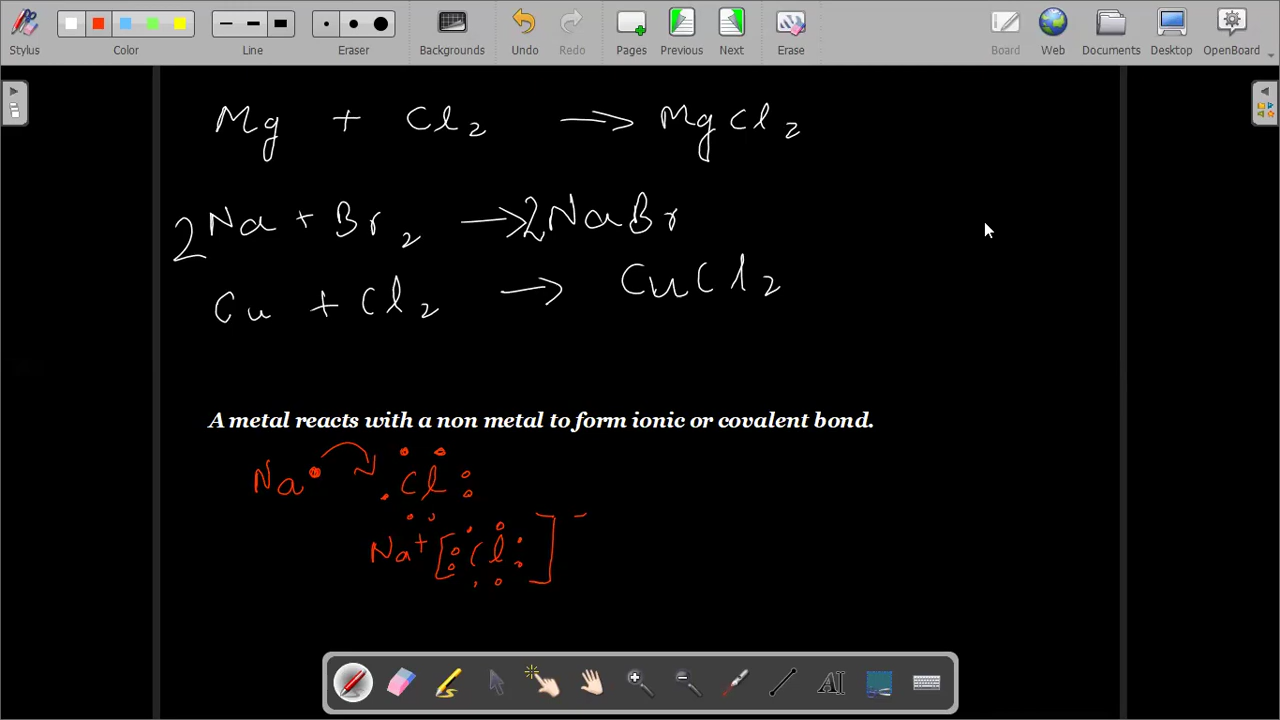 Stylus Color Line Eraser Backgrounds Undo Redo Pages Previous Next Erase Board Web Documents Desktop OpenBoard
Mg + Cl2 → MgCl2
2Na + Br2 → 2NaBr
Cu + Cl2 → CuCl2
A metal reacts with a non metal to form ionic or covalent bond.
Na• .Cl:
Na+ [:Cl:]-
AI